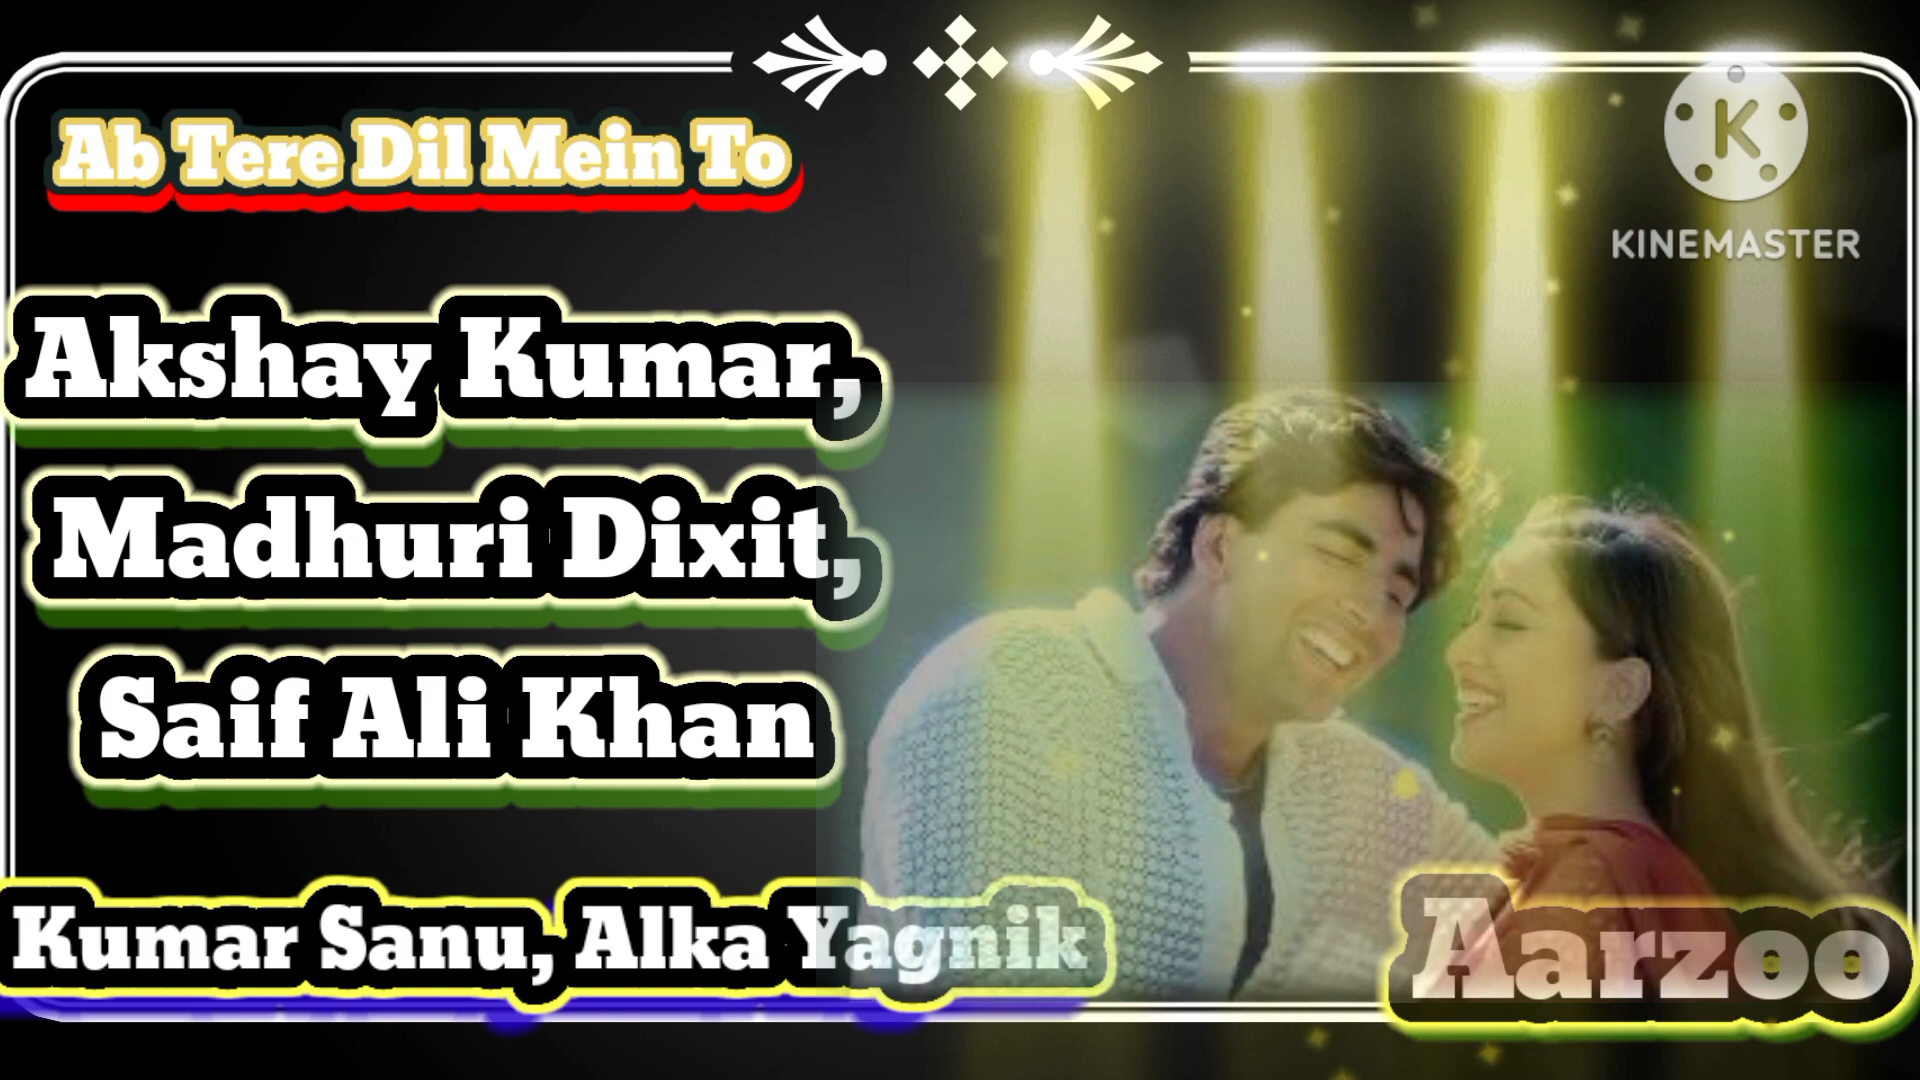 Ab Tere Dil Mein To
K
KINEMASTER
Akshay Kumar,
Madhuri Dixit,
Saif Ali Khan
Kumar Sanu, Alka Yagnik
Aarzoo